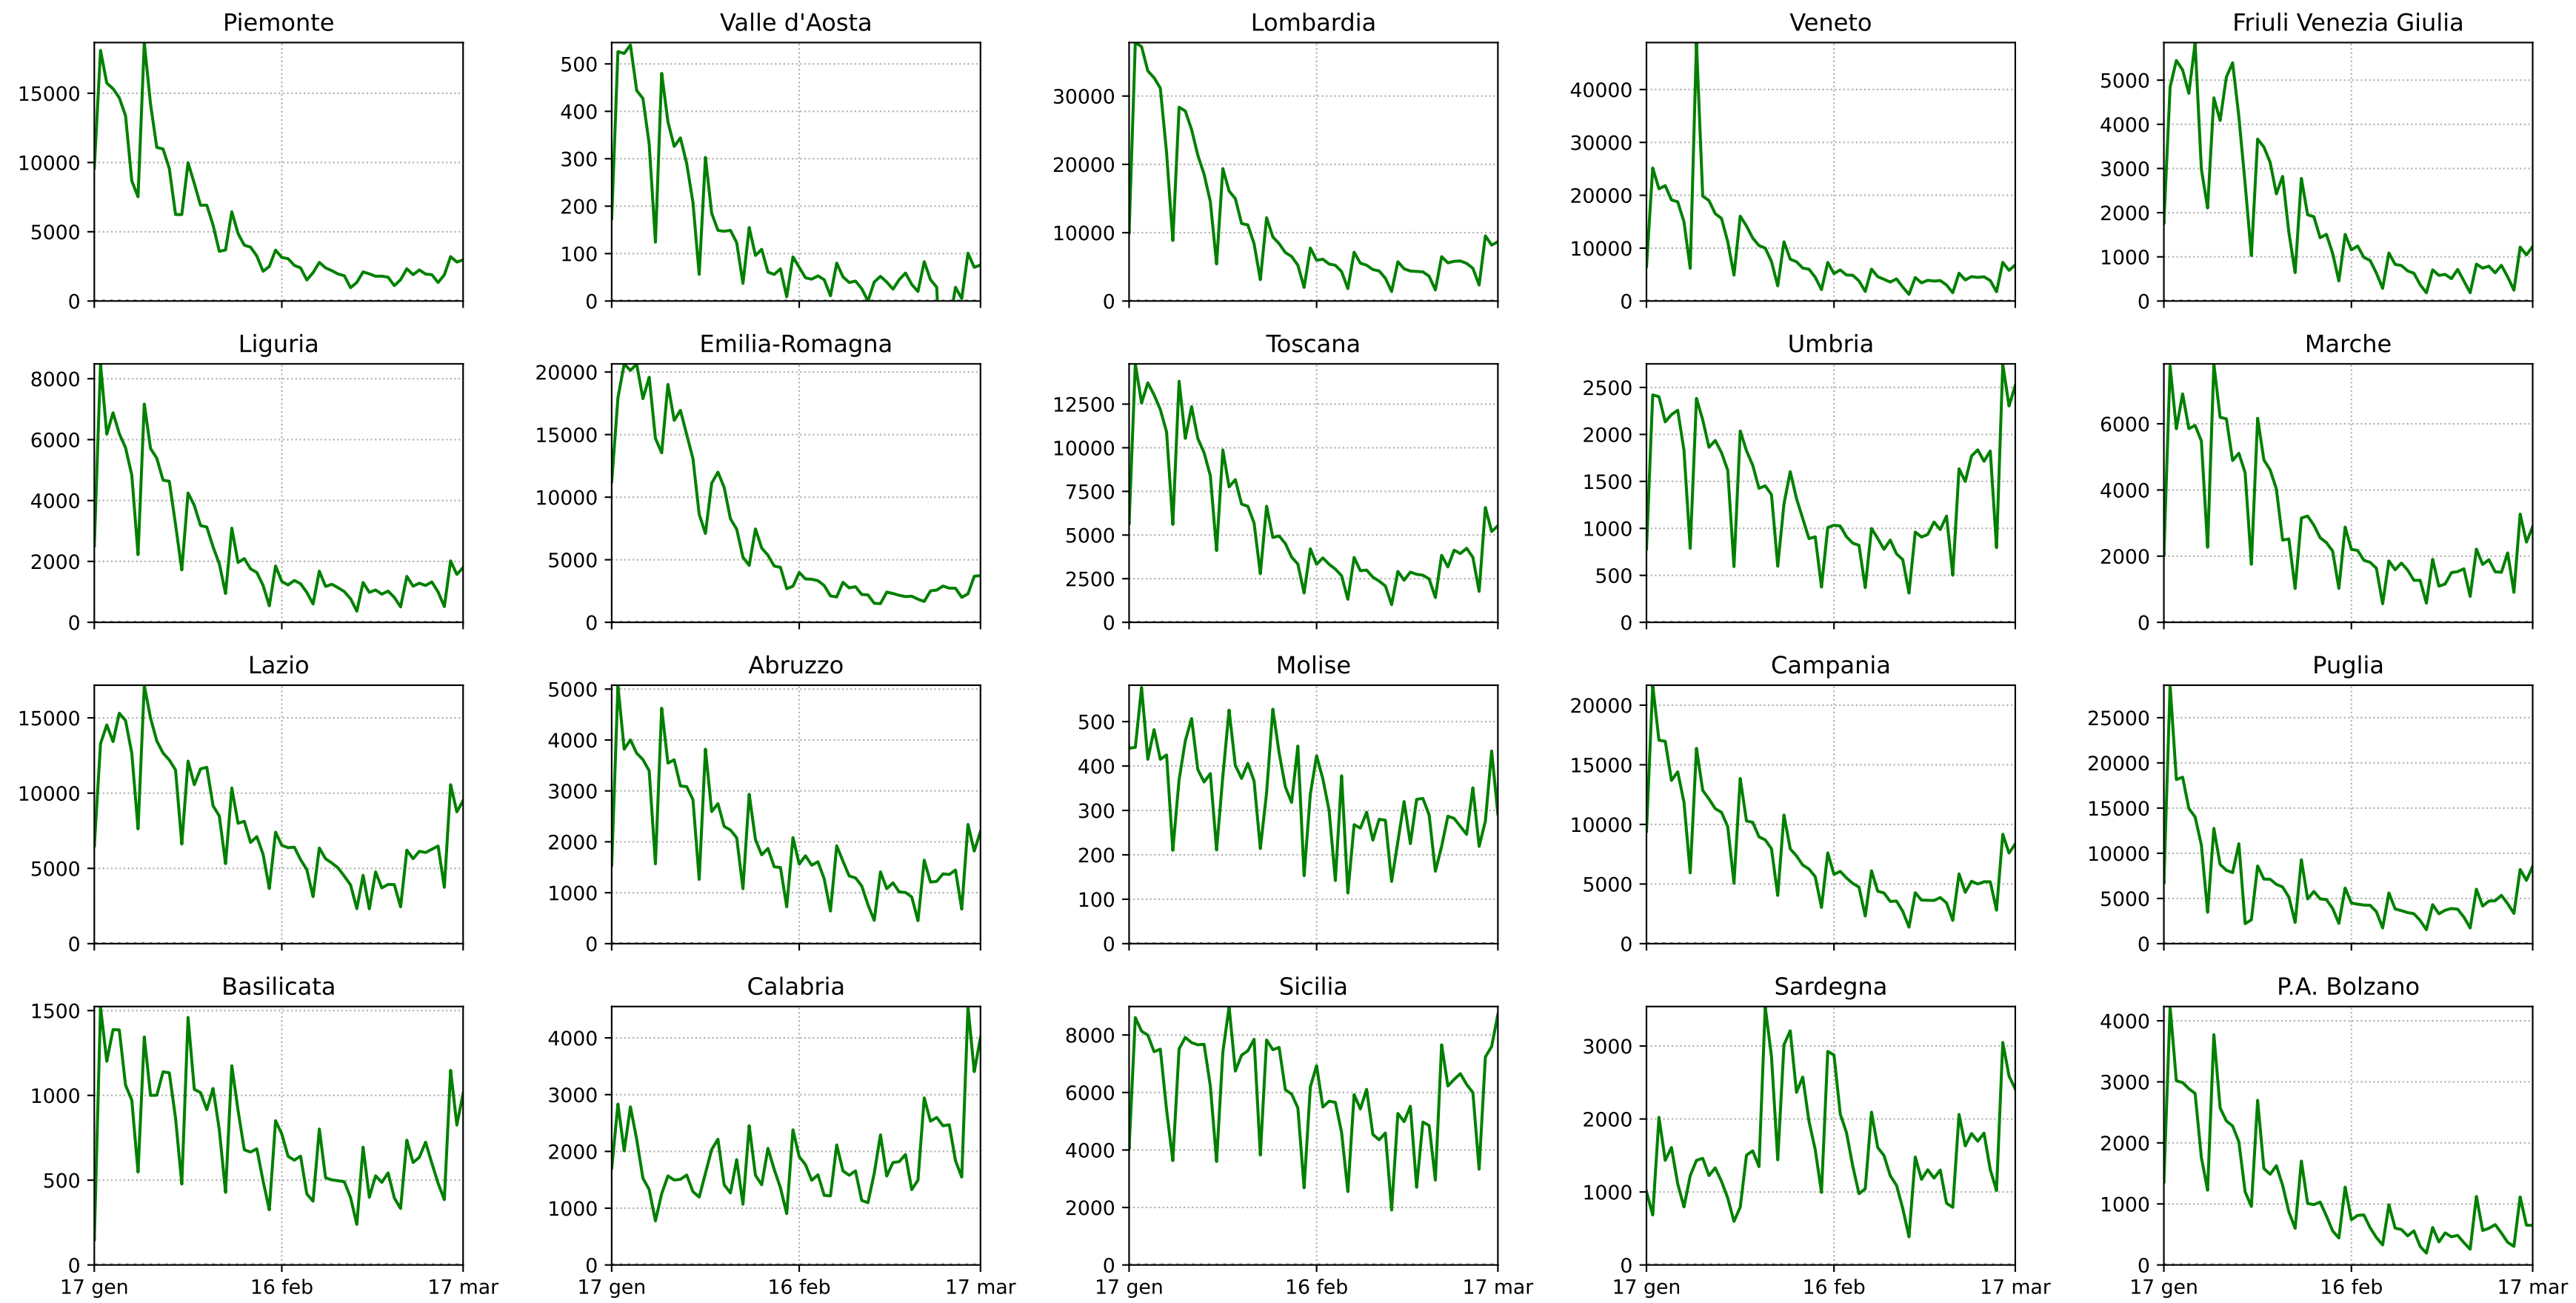 Piemonte Valle d'Aosta Lombardia Veneto Friuli Venezia Giulia
15000 10000 5000 0
500 400 300 200 100 0
30000 20000 10000 0
40000 30000 20000 10000 0
5000 4000 3000 2000 1000 0
Liguria Emilia-Romagna Toscana Umbria Marche
8000 6000 4000 2000 0
20000 15000 10000 5000 0
12500 10000 7500 5000 2500 0
2500 2000 1500 1000 500 0
6000 4000 2000 0
Lazio Abruzzo Molise Campania Puglia
15000 10000 5000 0
5000 4000 3000 2000 1000 0
500 400 300 200 100 0
20000 15000 10000 5000 0
25000 20000 15000 10000 5000 0
Basilicata Calabria Sicilia Sardegna P.A. Bolzano
1500 1000 500 0
4000 3000 2000 1000 0
8000 6000 4000 2000 0
3000 2000 1000 0
4000 3000 2000 1000 0
17 gen 16 feb 17 mar 17 gen 16 feb 17 mar 17 gen 16 feb 17 mar 17 gen 16 feb 17 mar 17 gen 16 feb 17 mar